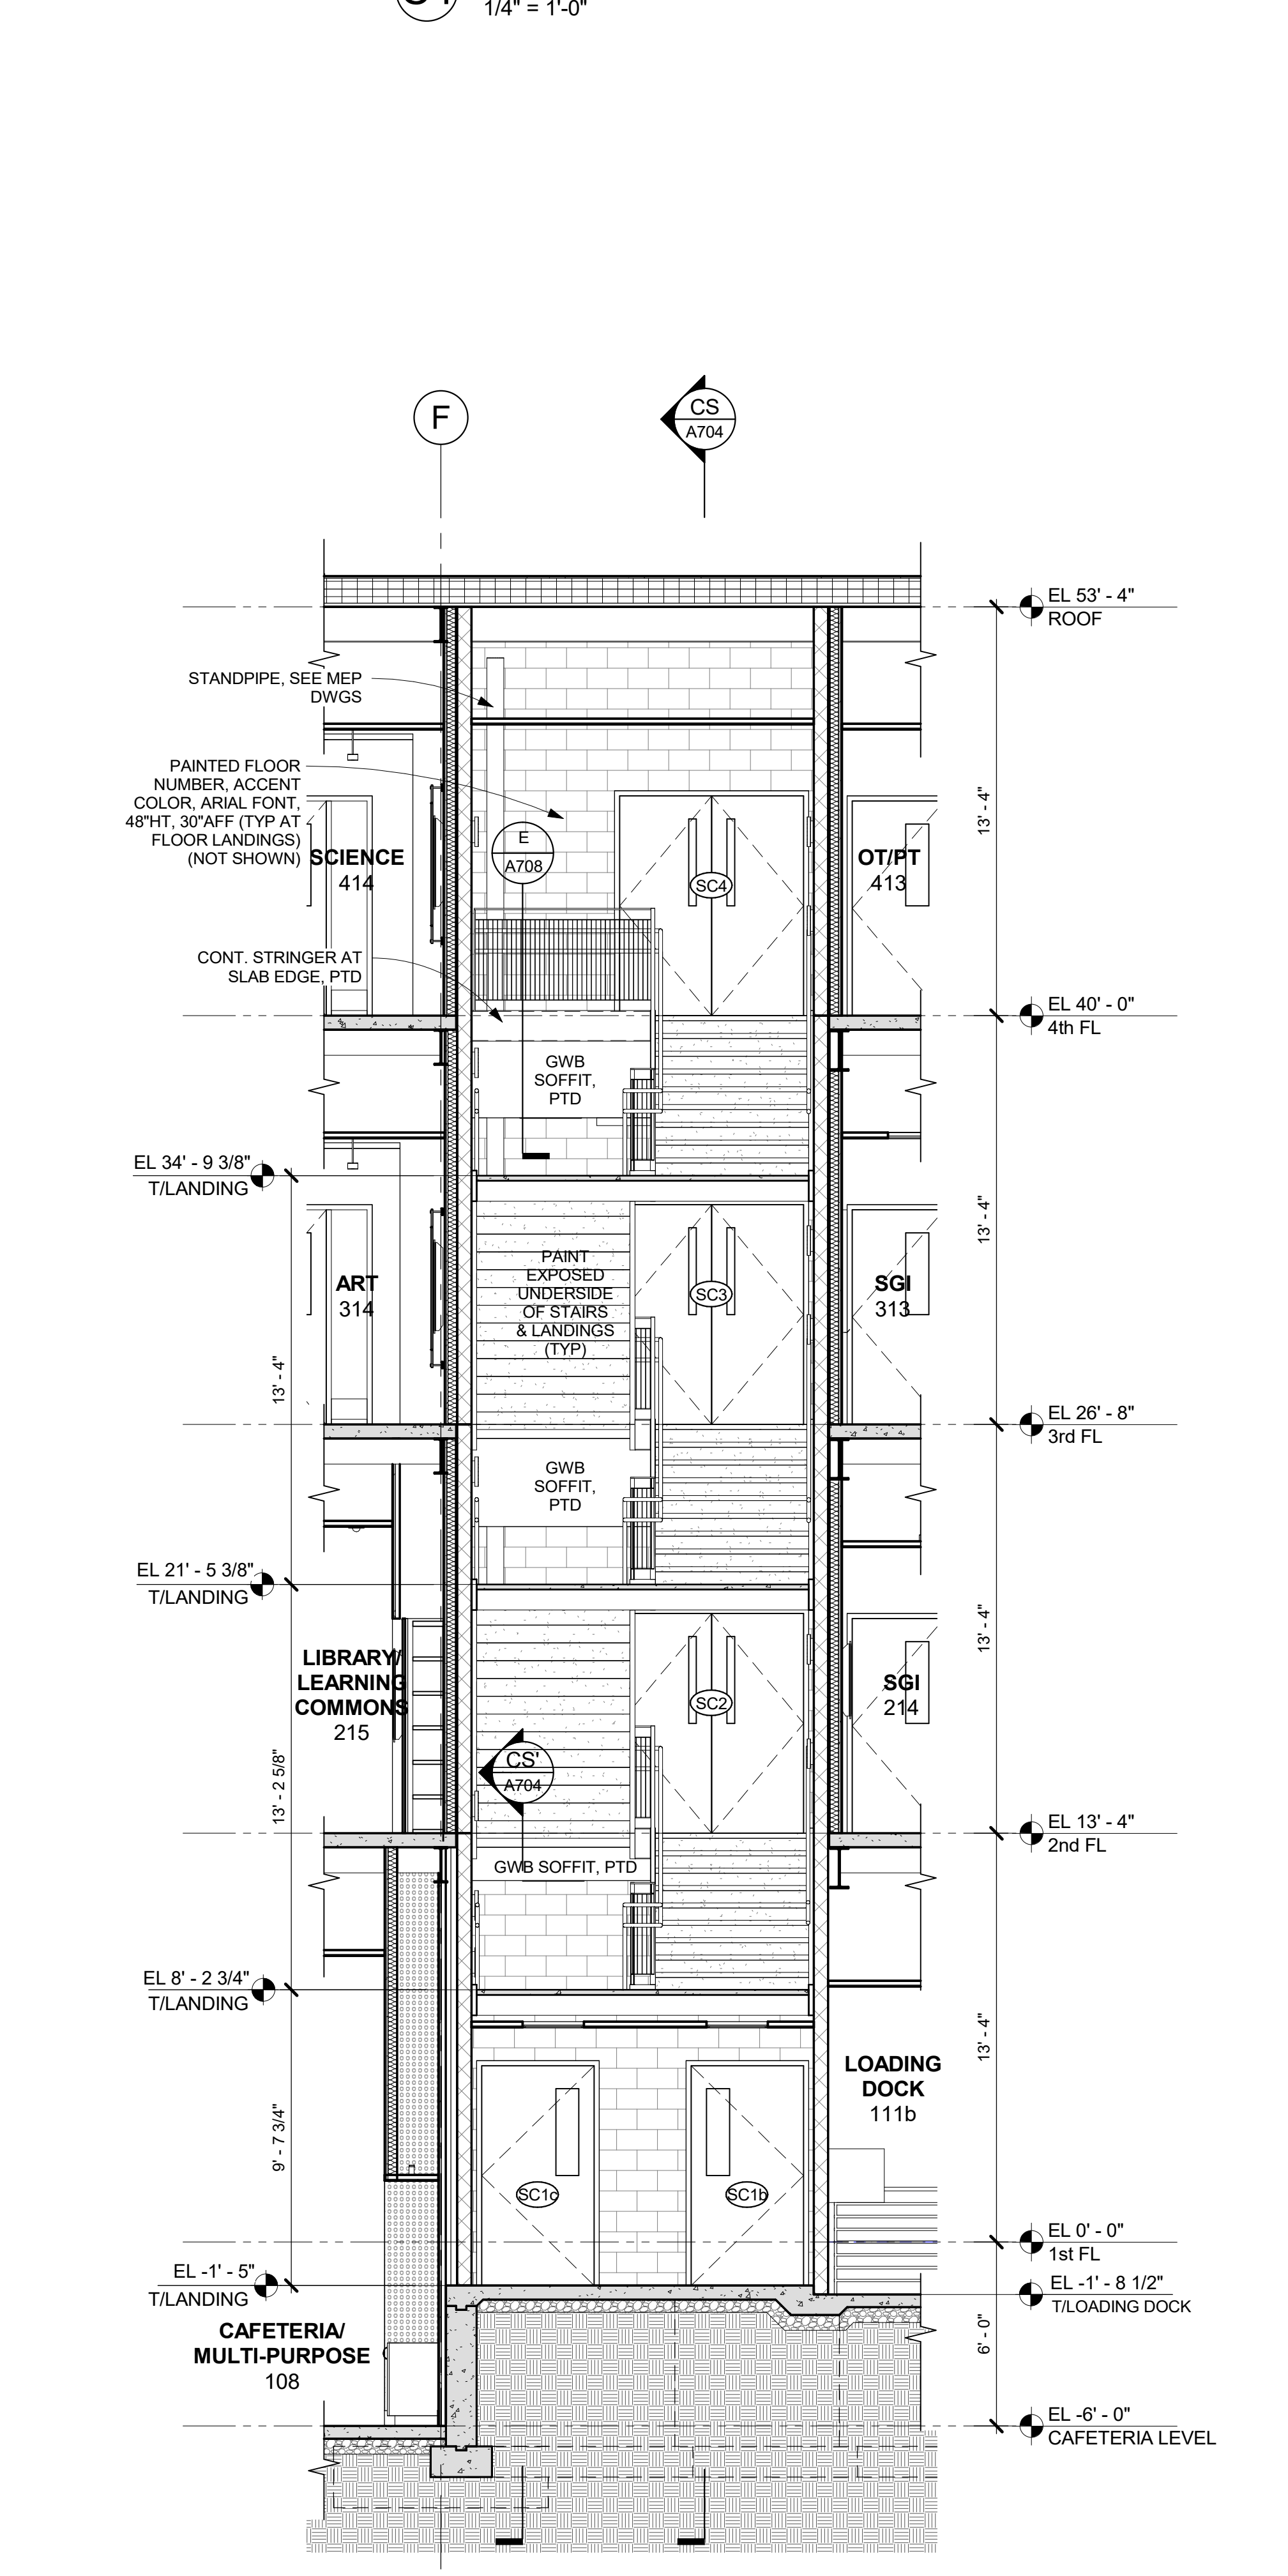 1/4" = 1'-0"
F
CS
A704
EL 53' - 4"
ROOF
STANDPIPE, SEE MEP
DWGS
PAINTED FLOOR
NUMBER, ACCENT
COLOR, ARIAL FONT,
48"HT, 30"AFF (TYP AT
FLOOR LANDINGS)
(NOT SHOWN)
13' - 4"
SCIENCE
414
E
A708
SC4
OT/PT
413
CONT. STRINGER AT
SLAB EDGE, PTD
EL 40' - 0"
4th FL
GWB
SOFFIT,
PTD
EL 34' - 9 3/8"
T/LANDING
13' - 4"
PAINT
EXPOSED
UNDERSIDE
OF STAIRS
& LANDINGS
(TYP)
ART
314
SC3
SGI
313
13' - 4"
EL 26' - 8"
3rd FL
GWB
SOFFIT,
PTD
EL 21' - 5 3/8"
T/LANDING
13' - 4"
LIBRARY/
LEARNING
COMMONS
215
SC2
SGI
214
CS'
A704
13' - 2 5/8"
EL 13' - 4"
2nd FL
GWB SOFFIT, PTD
EL 8' - 2 3/4"
T/LANDING
13' - 4"
LOADING
DOCK
111b
9' - 7 3/4"
SC1c
SC1b
EL 0' - 0"
1st FL
EL -1' - 5"
T/LANDING
EL -1' - 8 1/2"
T/LOADING DOCK
CAFETERIA/
MULTI-PURPOSE
108
6' - 0"
EL -6' - 0"
CAFETERIA LEVEL